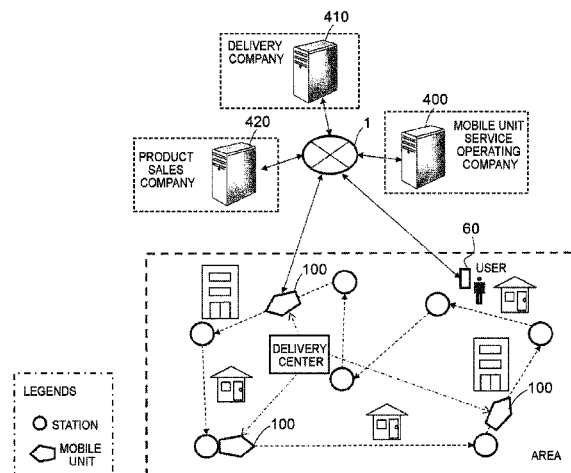 410
DELIVERY
COMPANY
420
PRODUCT
SALES
COMPANY
1
400
MOBILE UNIT
SERVICE
OPERATING
COMPANY
60
USER
100
DELIVERY
CENTER
100
100
AREA
LEGENDS
STATION
MOBILE
UNIT